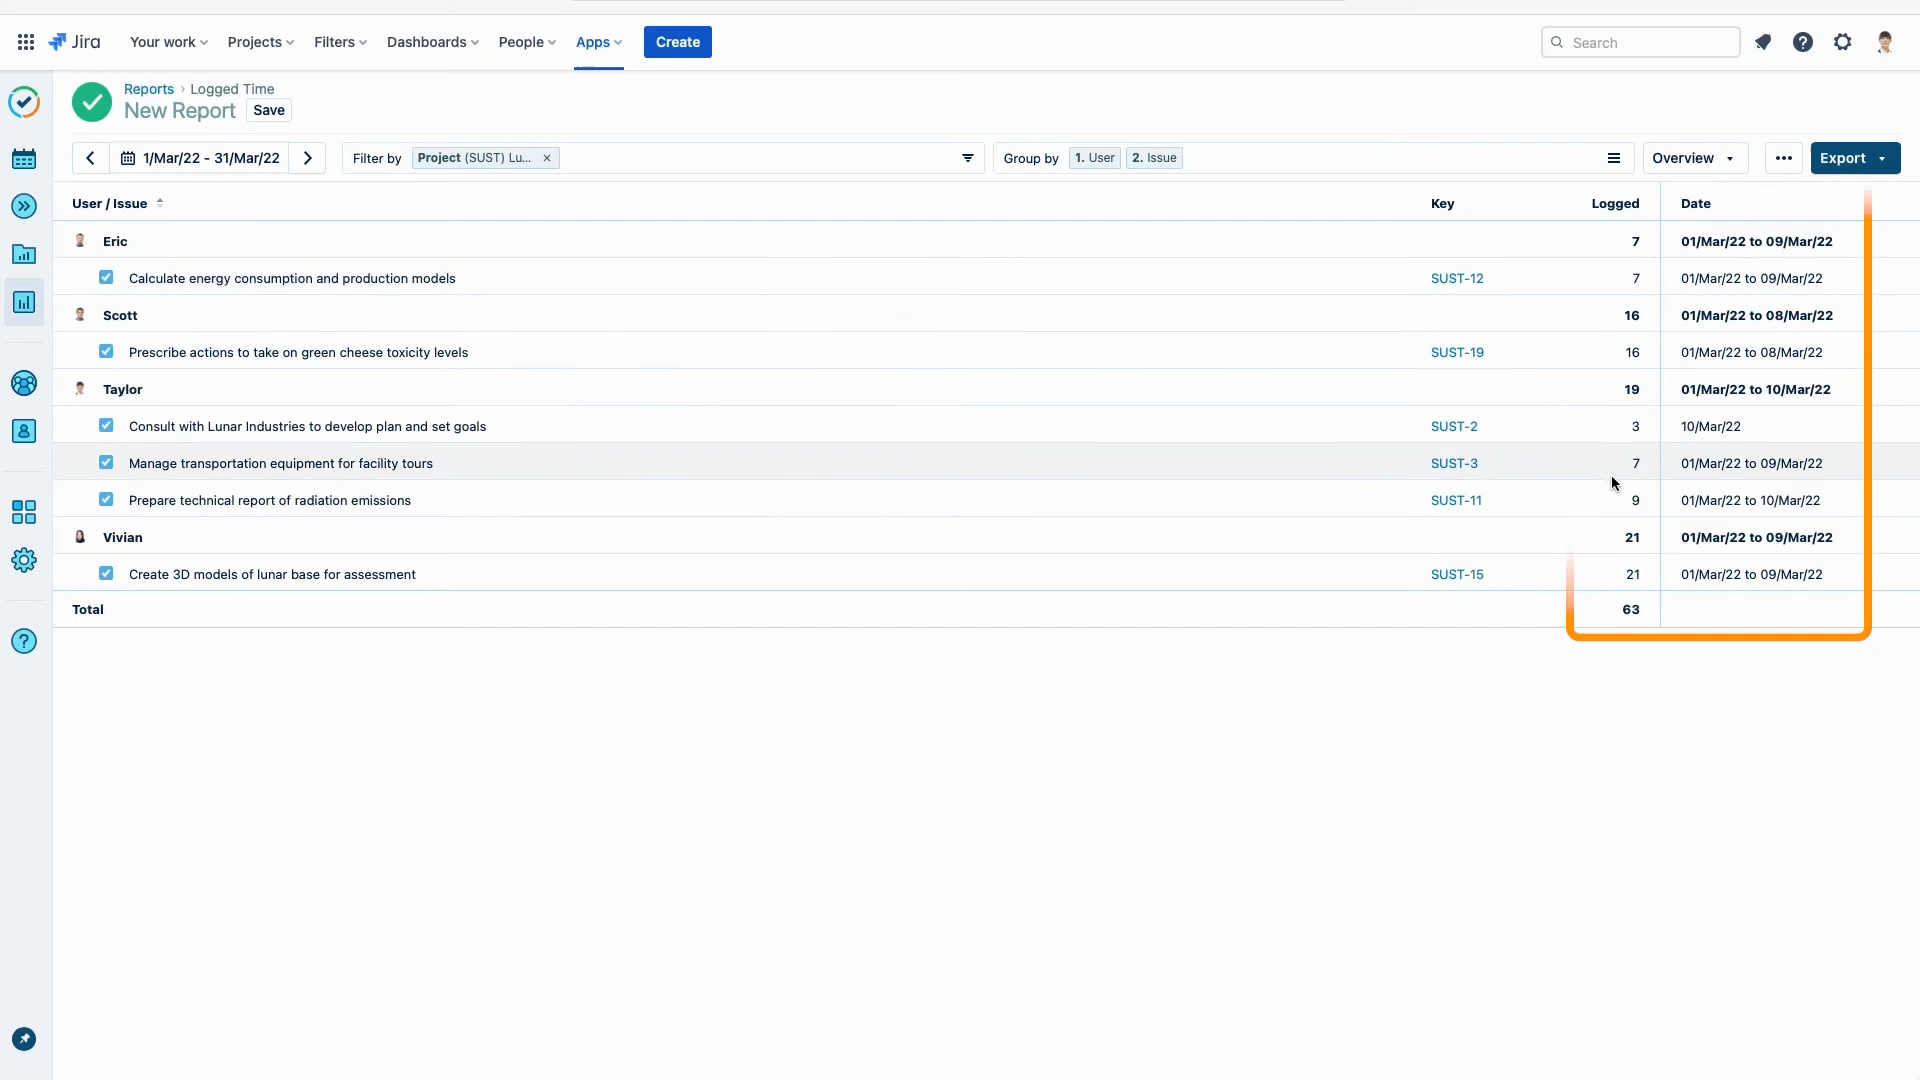 Jira Your work Projects Filters Dashboards People Apps Create Search
Reports › Logged Time
New Report Save
1/Mar/22 - 31/Mar/22 Filter by Project (SUST) Lu... × Group by 1. User 2. Issue Overview ... Export
User / Issue Key Logged Date
Eric 7 01/Mar/22 to 09/Mar/22
Calculate energy consumption and production models SUST-12 7 01/Mar/22 to 09/Mar/22
Scott 16 01/Mar/22 to 08/Mar/22
Prescribe actions to take on green cheese toxicity levels SUST-19 16 01/Mar/22 to 08/Mar/22
Taylor 19 01/Mar/22 to 10/Mar/22
Consult with Lunar Industries to develop plan and set goals SUST-2 3 10/Mar/22
Manage transportation equipment for facility tours SUST-3 7 01/Mar/22 to 09/Mar/22
Prepare technical report of radiation emissions SUST-11 9 01/Mar/22 to 10/Mar/22
Vivian 21 01/Mar/22 to 09/Mar/22
Create 3D models of lunar base for assessment SUST-15 21 01/Mar/22 to 09/Mar/22
Total 63